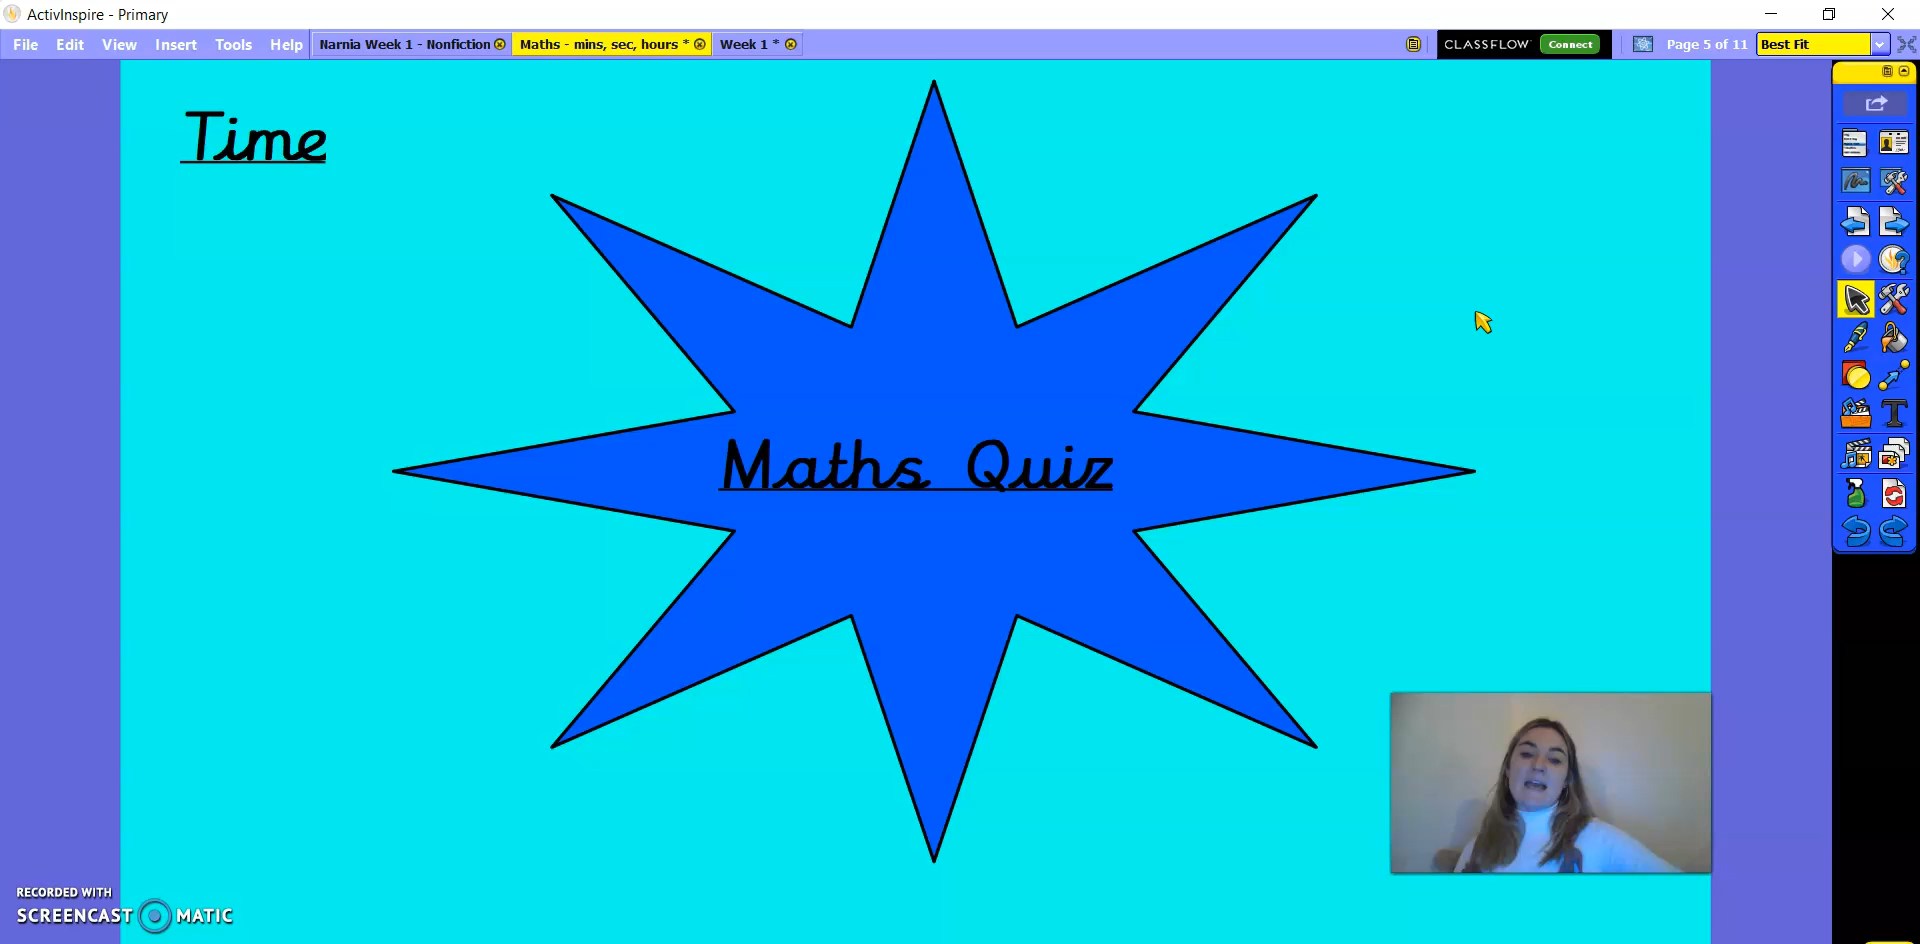 ActivInspire - Primary
File Edit View Insert Tools Help Narnia Week 1 - Nonfiction Maths - mins, sec, hours * Week 1 * CLASSFLOW Connect Page 5 of 11 Best Fit
Time
Maths Quiz
RECORDED WITH
SCREENCAST MATIC